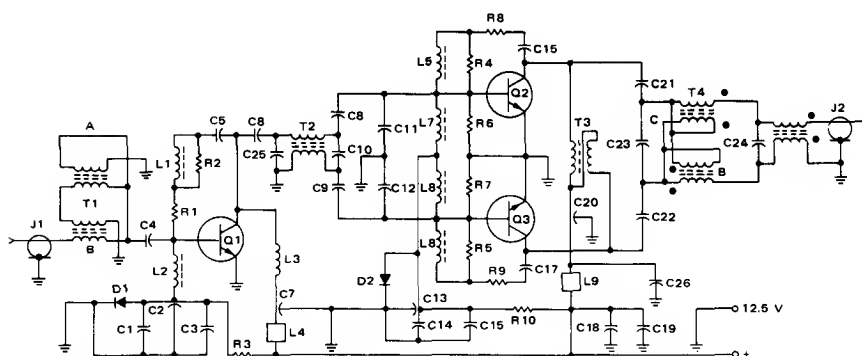 R8
C15
L5
R4
Q2
C21
T4
J2
C5
C8
T2
C8
A
L1
R2
C25
C10
C11
L7
R6
T3
C23
C
C24
C9
C12
L8
R7
B
T1
C4
R1
Q1
C20
C22
J1
B
L2
L3
L8
R5
Q3
D1
C2
C7
D2
R9
C17
L9
C26
C13
12.5 V
C1
C3
L4
C14
C15
R10
C18
C19
R3
+